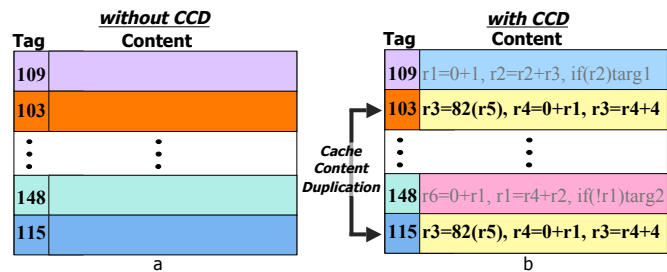 without CCD
Tag Content
109
103
148
115
a
with CCD
Tag Content
109 r1=0+1, r2=r2+r3, if(r2)targ1
103 r3=82(r5), r4=0+r1, r3=r4+4
Cache
Content
Duplication
148 r6=0+r1, r1=r4+r2, if(!r1)targ2
115 r3=82(r5), r4=0+r1, r3=r4+4
b